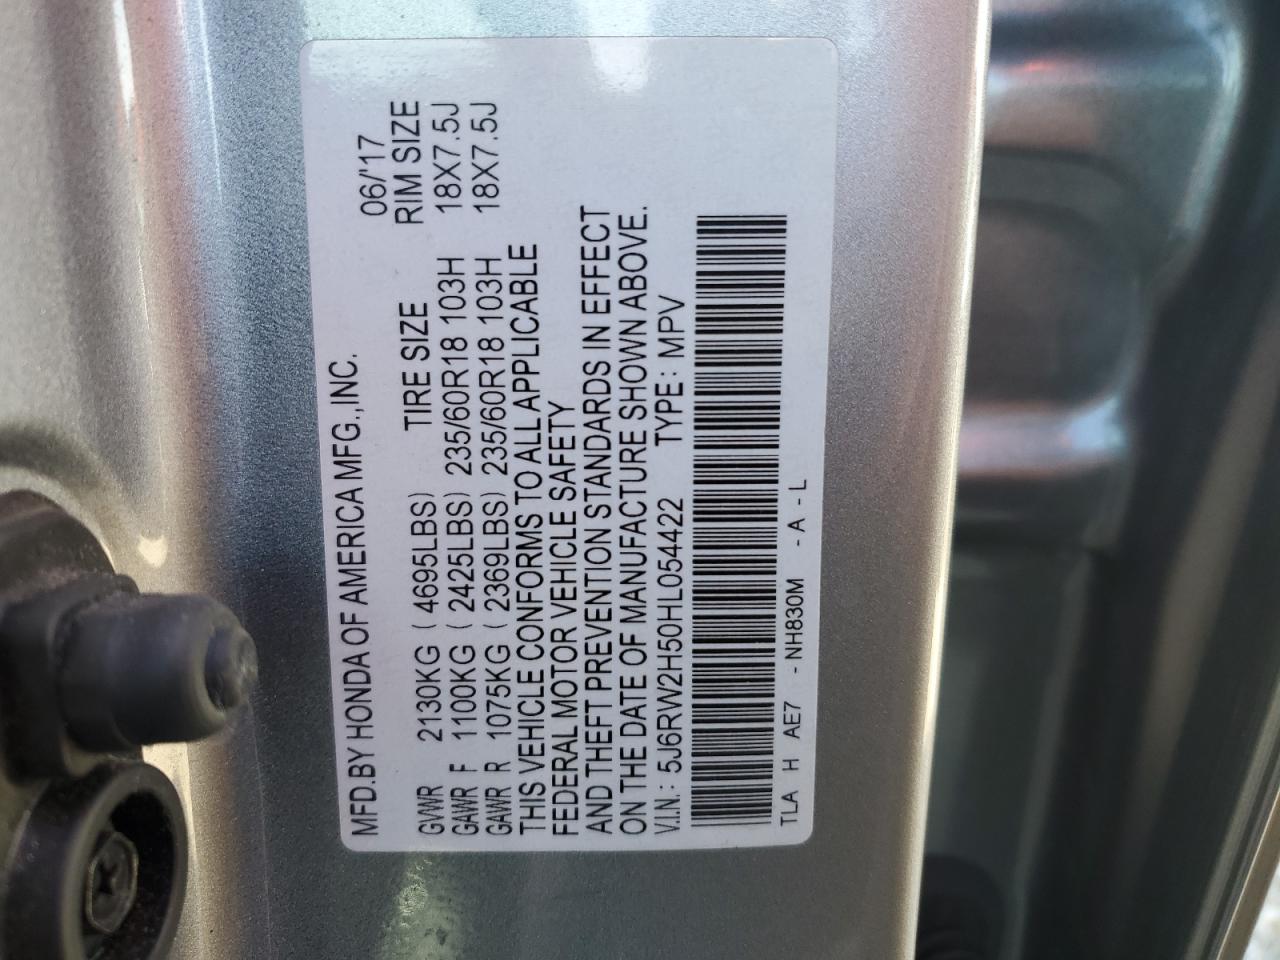 MFD.BY HONDA OF AMERICA MFG.,INC. 06/'17
TIRE SIZE RIM SIZE
GVWR 2130KG ( 4695LBS)
GAWR F 1100KG ( 2425LBS) 235/60R18 103H 18X7.5J
GAWR R 1075KG ( 2369LBS) 235/60R18 103H 18X7.5J
THIS VEHICLE CONFORMS TO ALL APPLICABLE
FEDERAL MOTOR VEHICLE SAFETY
AND THEFT PREVENTION STANDARDS IN EFFECT
ON THE DATE OF MANUFACTURE SHOWN ABOVE.
V.I.N.: 5J6RW2H50HL054422 TYPE: MPV
TLA H AE7 - NH830M - A - L